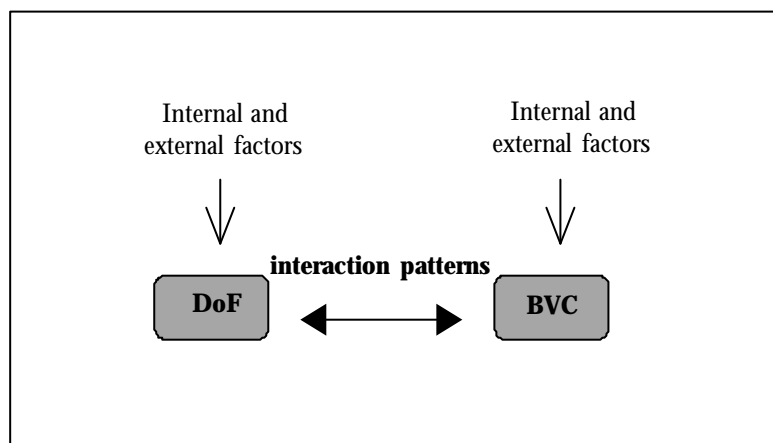 Internal and
external factors
Internal and
external factors
interaction patterns
DoF
BVC